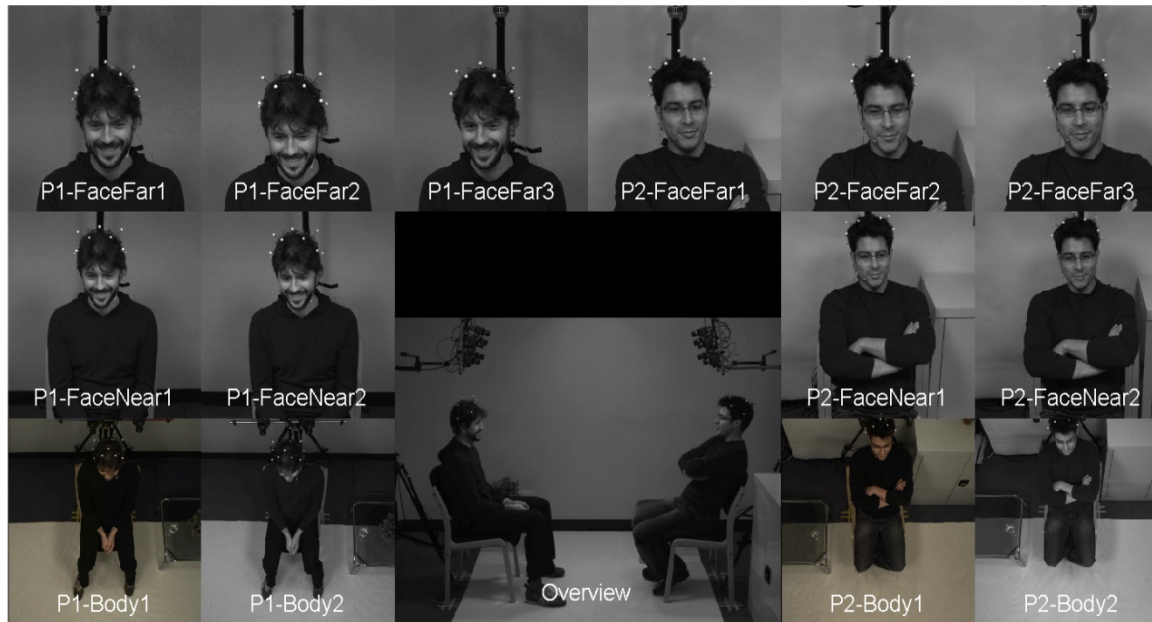 P1-FaceFar1
P1-FaceFar2
P1-FaceFar3
P2-FaceFar1
P2-FaceFar2
P2-FaceFar3
P1-FaceNear1
P1-FaceNear2
P2-FaceNear1
P2-FaceNear2
P1-Body1
P1-Body2
Overview
P2-Body1
P2-Body2